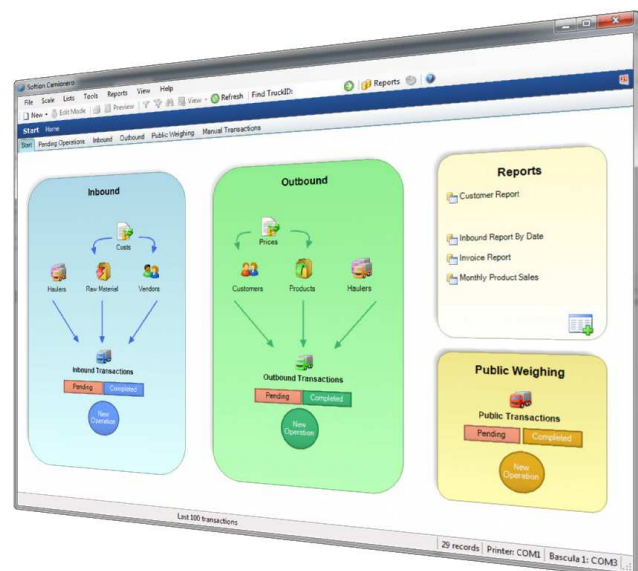 Softion Camionero
File Scale Lists Tools Reports View Help
New Edit Mode Preview View Refresh Find TruckID: Reports
Start Home
Start Pending Operations Inbound Outbound Public Weighing Manual Transactions
Inbound
Costs
Haulers Raw Material Vendors
Inbound Transactions
Pending Completed
New
Operation
Outbound
Prices
Customers Products Haulers
Outbound Transactions
Pending Completed
New
Operation
Reports
Customer Report
Inbound Report By Date
Invoice Report
Monthly Product Sales
Public Weighing
Public Transactions
Pending Completed
New
Operation
Last 100 transactions
29 records Printer: COM1 Bascula 1: COM3